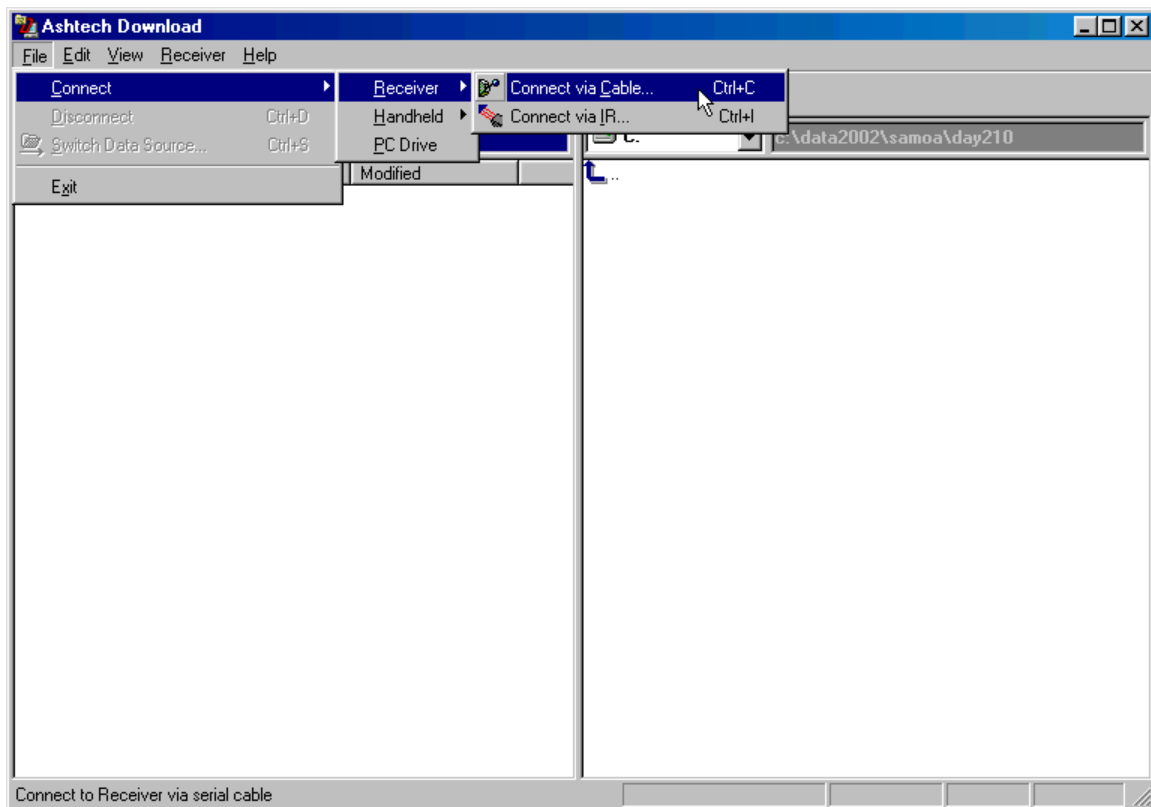 Ashtech Download
File Edit View Receiver Help
Connect
Disconnect Ctrl+D
Switch Data Source... Ctrl+S
Exit
Receiver
Handheld
PC Drive
Connect via Cable... Ctrl+C
Connect via IR... Ctrl+I
C: c:\data2002\samoa\day210
Modified
..
Connect to Receiver via serial cable